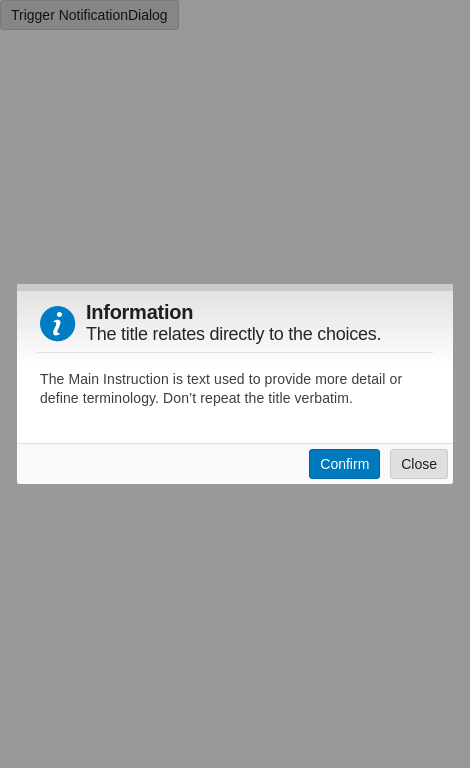 Trigger NotificationDialog
Information
The title relates directly to the choices.
The Main Instruction is text used to provide more detail or
define terminology. Don’t repeat the title verbatim.
Confirm Close